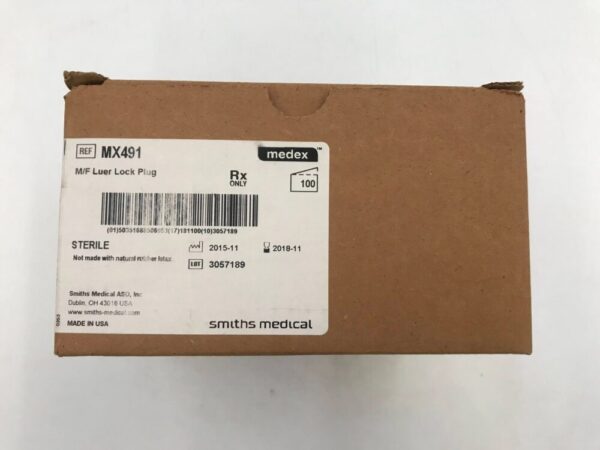 REF MX491
medex™
M/F Luer Lock Plug
Rx
ONLY
100
STERILE
2015-11
2018-11
Not made with natural rubber latex.
LOT 3057189
Smiths Medical ASD, Inc.
Dublin, OH 43016 USA
www.smiths-medical.com
MADE IN USA
smiths medical